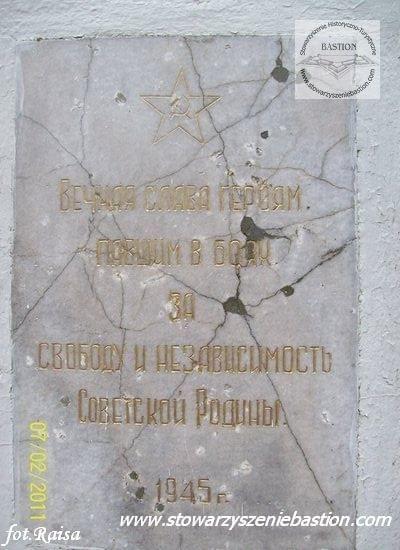 Stowarzyszenie Historyczno-Turystyczne
BASTION
www.stowarzyszeniebastion.com
Вечная слава героям
павшим в боях
за
свободу и независимость
Советской Родины.
1945 г.
07/02/2011
www.stowarzyszeniebastion.com
fot.Raisa